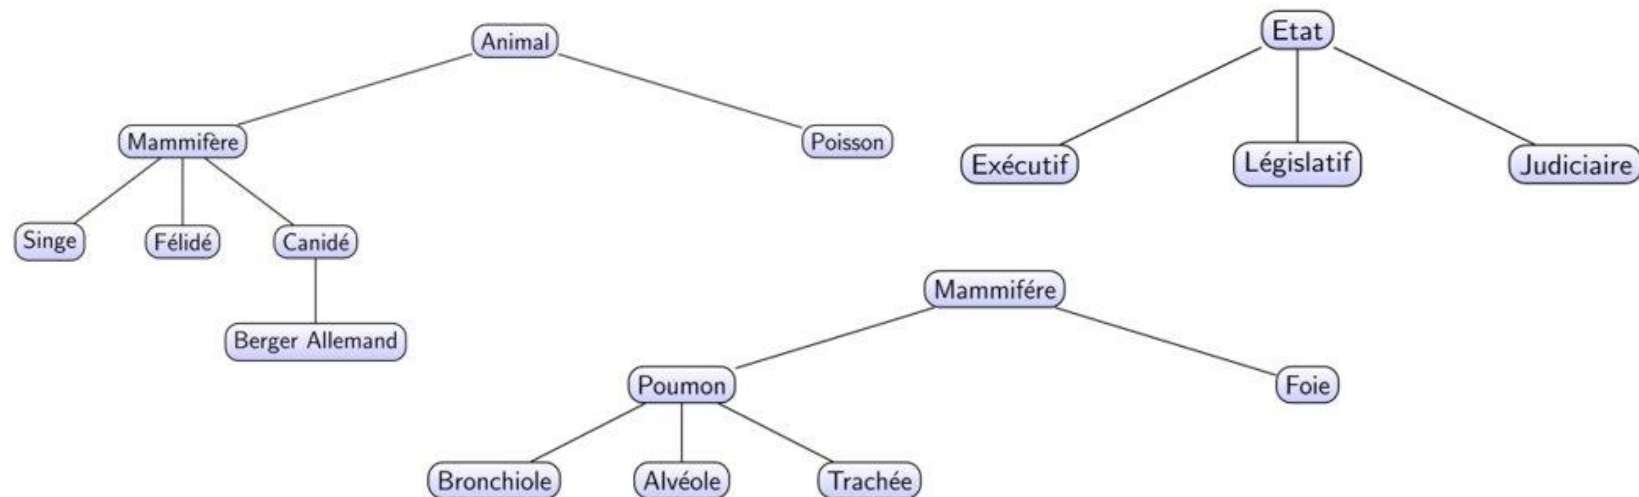 Animal
Mammifère
Poisson
Singe
Félidé
Canidé
Berger Allemand
Etat
Exécutif
Législatif
Judiciaire
Mammifére
Poumon
Foie
Bronchiole
Alvéole
Trachée